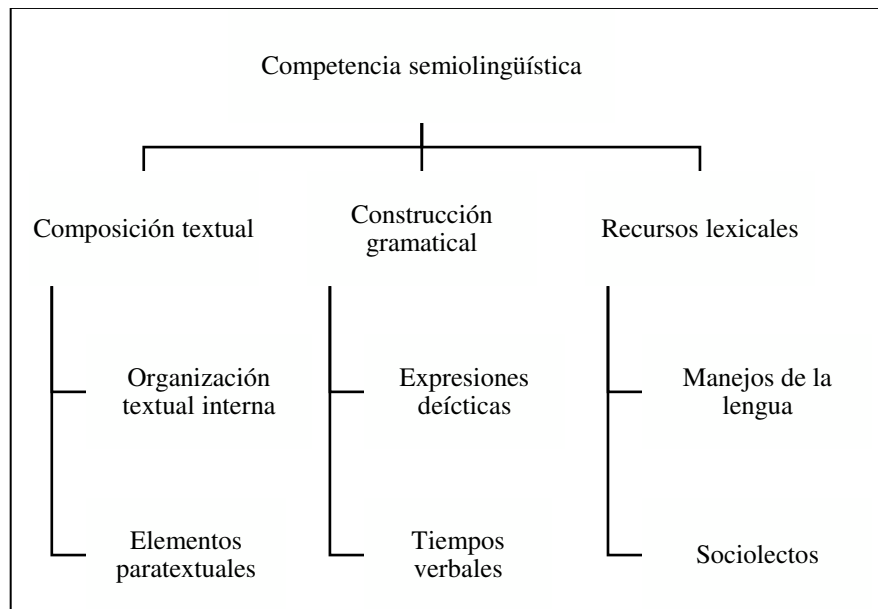 Competencia semiolingüística
Composición textual
Construcción
gramatical
Recursos lexicales
Organización
textual interna
Expresiones
deícticas
Manejos de la
lengua
Elementos
paratextuales
Tiempos
verbales
Sociolectos